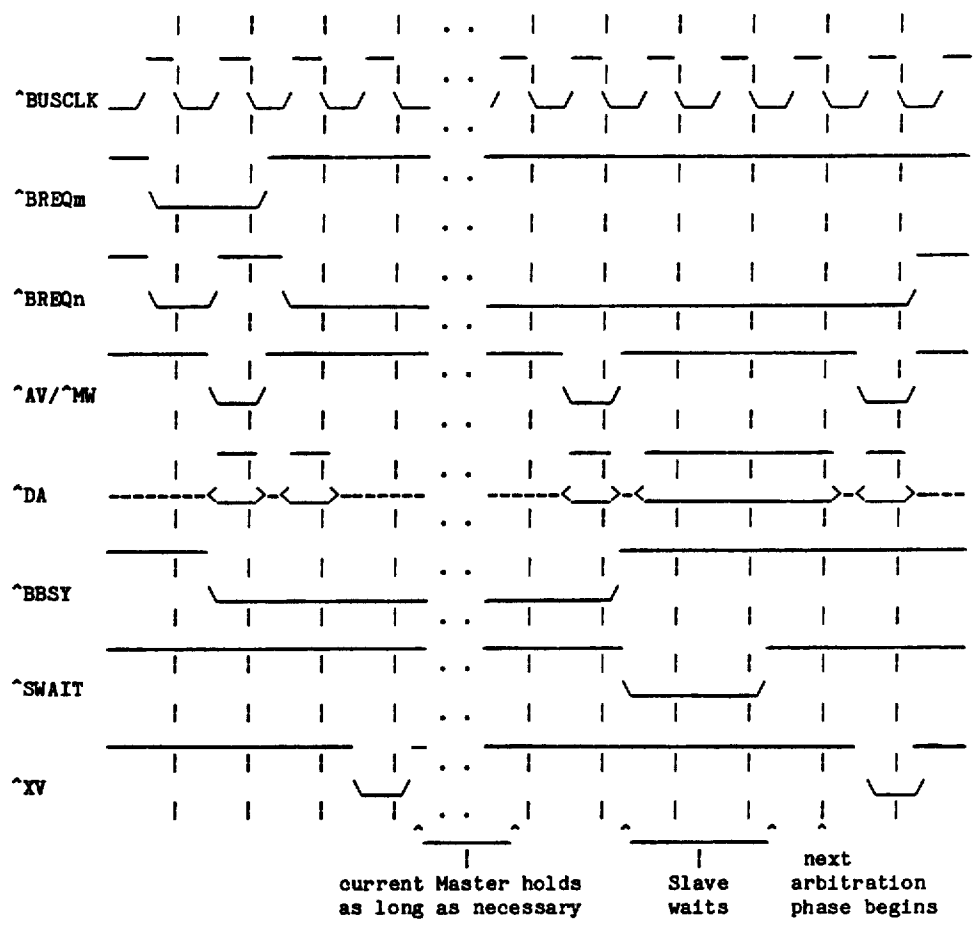 ^BUSCLK
^BREQm
^BREQn
^AV/^MW
^DA
^BBSY
^SWAIT
^XV
current Master holds
as long as necessary
Slave
waits
next
arbitration
phase begins